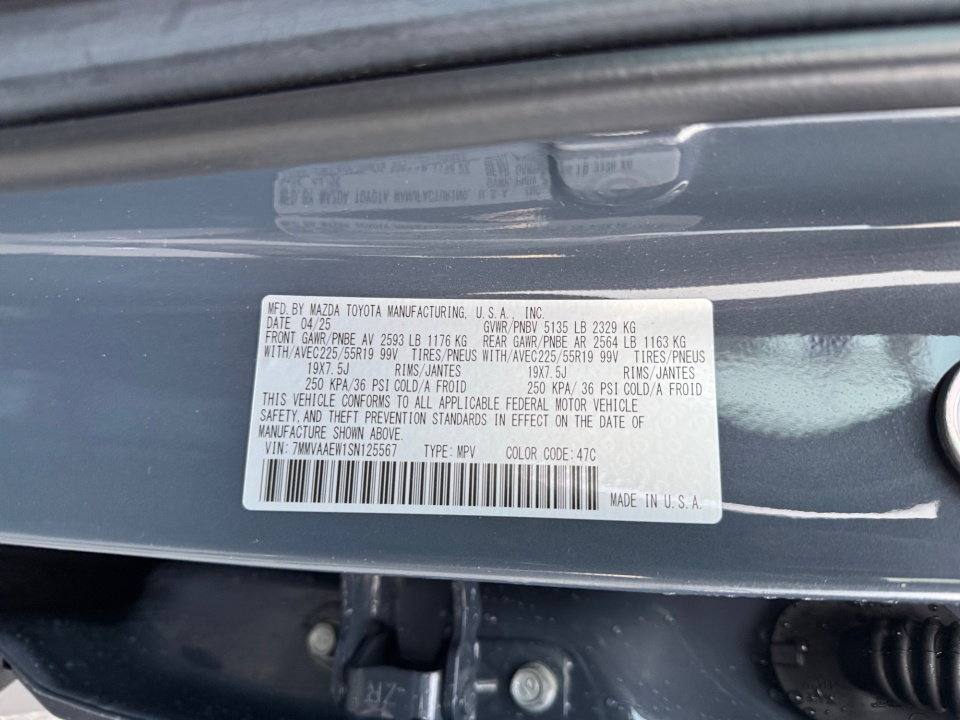 MFD. BY MAZDA TOYOTA MANUFACTURING, U.S.A., INC.
DATE 04/25 GVWR/PNBV 5135 LB 2329 KG
FRONT GAWR/PNBE AV 2593 LB 1176 KG REAR GAWR/PNBE AR 2564 LB 1163 KG
WITH/AVEC225/55R19 99V TIRES/PNEUS WITH/AVEC225/55R19 99V TIRES/PNEUS
19X7.5J RIMS/JANTES 19X7.5J RIMS/JANTES
250 KPA/36 PSI COLD/A FROID 250 KPA/36 PSI COLD/A FROID
THIS VEHICLE CONFORMS TO ALL APPLICABLE FEDERAL MOTOR VEHICLE
SAFETY, AND THEFT PREVENTION STANDARDS IN EFFECT ON THE DATE OF
MANUFACTURE SHOWN ABOVE.
VIN: 7MMVAAEW1SN125567 TYPE: MPV COLOR CODE: 47C
MADE IN U.S.A.
ZR